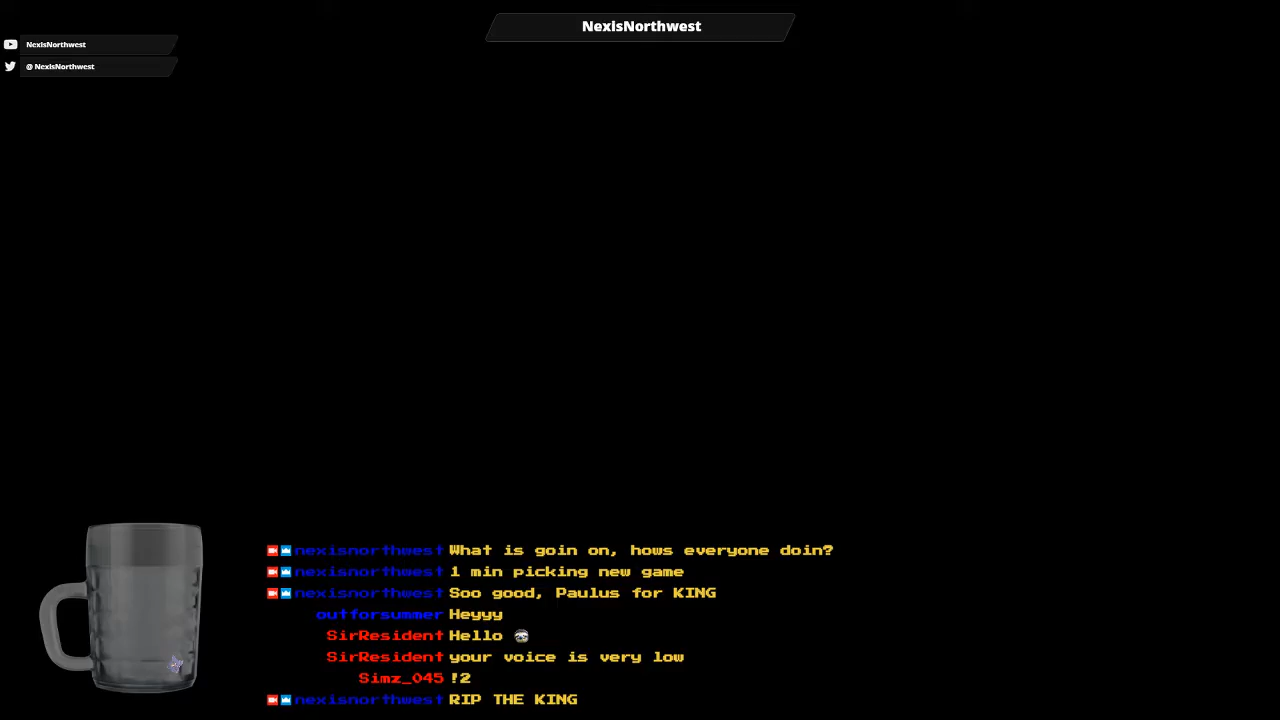 NexIsNorthwest
NexIsNorthwest
@ NexIsNorthwest
nexisnorthwest What is goin on, hows everyone doin?
nexisnorthwest 1 min picking new game
nexisnorthwest Soo good, Paulus for KING
outforsummer Heyyy
SirResident Hello
SirResident your voice is very low
Simz_045 !2
nexisnorthwest RIP THE KING